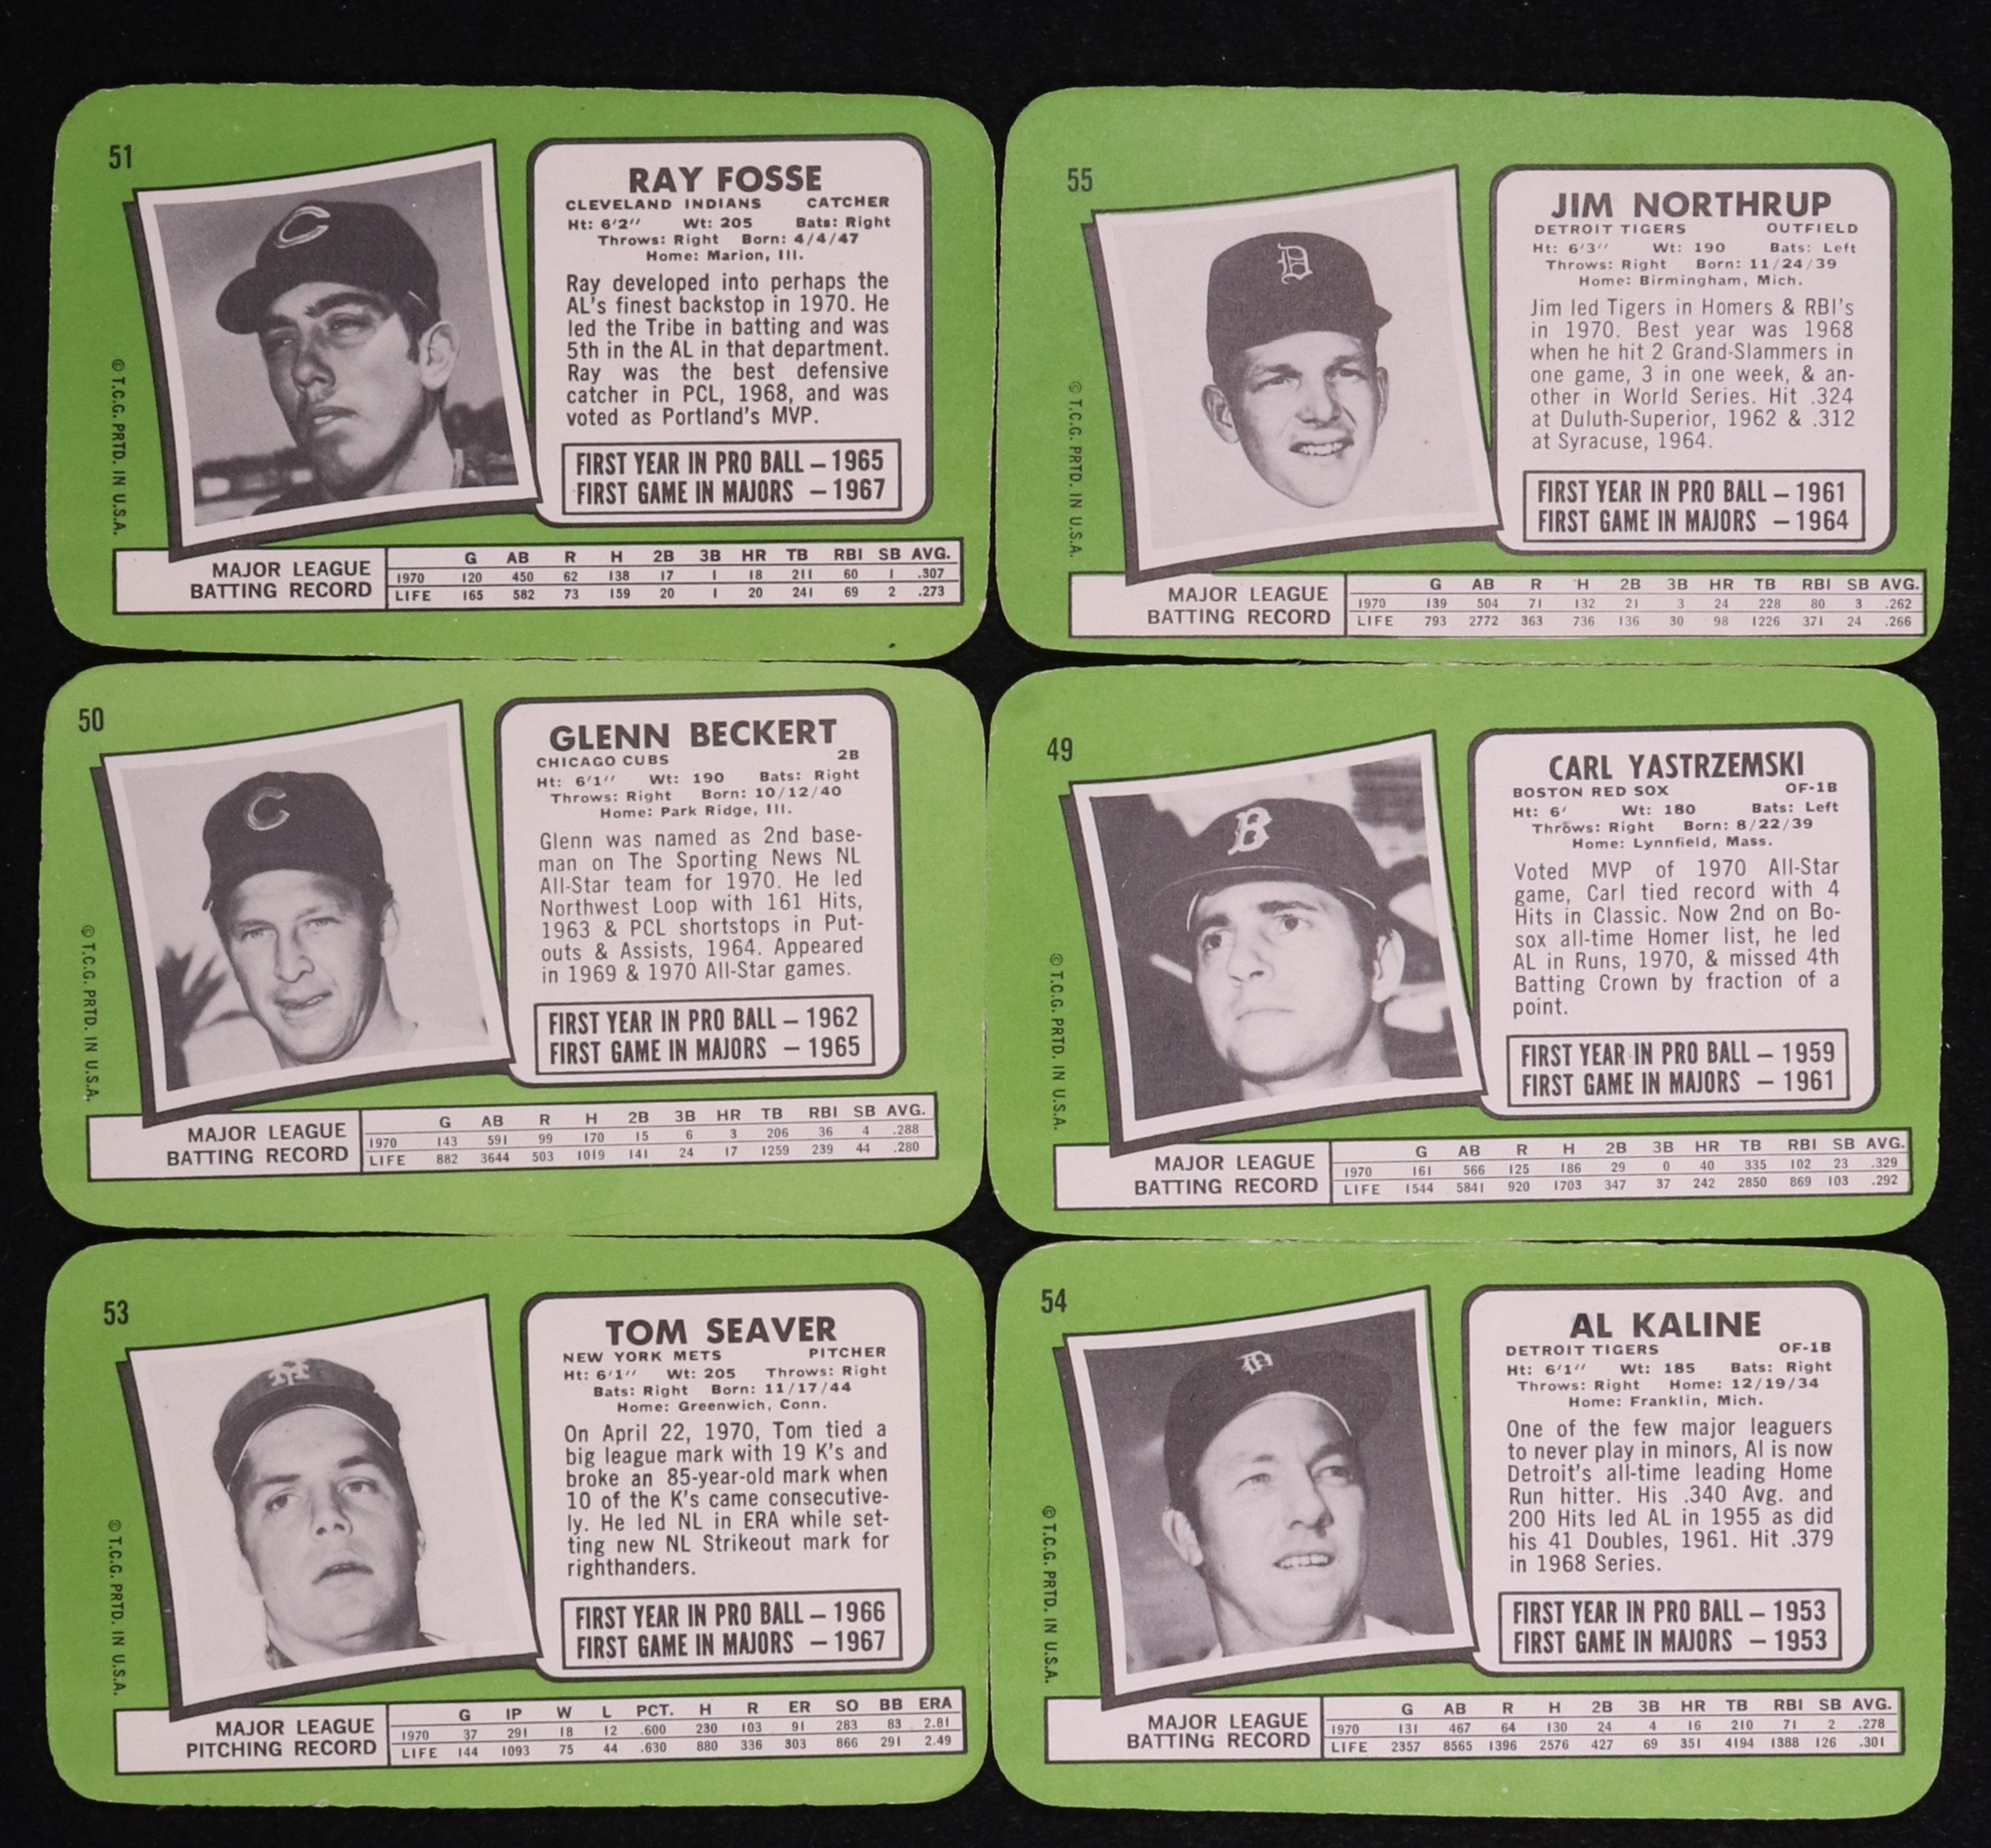 51
RAY FOSSE
CLEVELAND INDIANS CATCHER
Ht: 6'2'' Wt: 205 Bats: Right
Throws: Right Born: 4/4/47
Home: Marion, Ill.
Ray developed into perhaps the
AL's finest backstop in 1970. He
led the Tribe in batting and was
5th in the AL in that department.
Ray was the best defensive
catcher in PCL, 1968, and was
voted as Portland's MVP.
FIRST YEAR IN PRO BALL – 1965
FIRST GAME IN MAJORS – 1967
© T.C.G. PRTD. IN U.S.A.
MAJOR LEAGUE
BATTING RECORD
G AB R H 2B 3B HR TB RBI SB AVG.
1970 120 450 62 138 17 1 18 211 60 1 .307
LIFE 165 582 73 159 20 1 20 241 69 2 .273
55
JIM NORTHRUP
DETROIT TIGERS OUTFIELD
Ht: 6'3'' Wt: 190 Bats: Left
Throws: Right Born: 11/24/39
Home: Birmingham, Mich.
Jim led Tigers in Homers & RBI's
in 1970. Best year was 1968
when he hit 2 Grand-Slammers in
one game, 3 in one week, & an-
other in World Series. Hit .324
at Duluth-Superior, 1962 & .312
at Syracuse, 1964.
FIRST YEAR IN PRO BALL – 1961
FIRST GAME IN MAJORS – 1964
© T.C.G. PRTD. IN U.S.A.
MAJOR LEAGUE
BATTING RECORD
G AB R H 2B 3B HR TB RBI SB AVG.
1970 139 504 71 132 21 3 24 228 80 3 .262
LIFE 793 2772 363 736 136 30 98 1226 371 24 .266
50
GLENN BECKERT
CHICAGO CUBS 2B
Ht: 6'1'' Wt: 190 Bats: Right
Throws: Right Born: 10/12/40
Home: Park Ridge, Ill.
Glenn was named as 2nd base-
man on The Sporting News NL
All-Star team for 1970. He led
Northwest Loop with 161 Hits,
1963 & PCL shortstops in Put-
outs & Assists, 1964. Appeared
in 1969 & 1970 All-Star games.
FIRST YEAR IN PRO BALL – 1962
FIRST GAME IN MAJORS – 1965
© T.C.G. PRTD. IN U.S.A.
MAJOR LEAGUE
BATTING RECORD
G AB R H 2B 3B HR TB RBI SB AVG.
1970 143 591 99 170 15 6 3 206 36 4 .288
LIFE 882 3644 503 1019 141 24 17 1259 239 44 .280
49
CARL YASTRZEMSKI
BOSTON RED SOX OF-1B
Ht: 6' Wt: 180 Bats: Left
Throws: Right Born: 8/22/39
Home: Lynnfield, Mass.
Voted MVP of 1970 All-Star
game, Carl tied record with 4
Hits in Classic. Now 2nd on Bo-
sox all-time Homer list, he led
AL in Runs, 1970, & missed 4th
Batting Crown by fraction of a
point.
FIRST YEAR IN PRO BALL – 1959
FIRST GAME IN MAJORS – 1961
© T.C.G. PRTD. IN U.S.A.
MAJOR LEAGUE
BATTING RECORD
G AB R H 2B 3B HR TB RBI SB AVG.
1970 161 566 125 186 29 0 40 335 102 23 .329
LIFE 1544 5841 920 1703 347 37 242 2850 869 103 .292
53
TOM SEAVER
NEW YORK METS PITCHER
Ht: 6'1'' Wt: 205 Throws: Right
Bats: Right Born: 11/17/44
Home: Greenwich, Conn.
On April 22, 1970, Tom tied a
big league mark with 19 K's and
broke an 85-year-old mark when
10 of the K's came consecutive-
ly. He led NL in ERA while set-
ting new NL Strikeout mark for
righthanders.
FIRST YEAR IN PRO BALL – 1966
FIRST GAME IN MAJORS – 1967
© T.C.G. PRTD. IN U.S.A.
MAJOR LEAGUE
PITCHING RECORD
G IP W L PCT. H R ER SO BB ERA
1970 37 291 18 12 .600 230 103 91 283 83 2.81
LIFE 144 1093 75 44 .630 880 336 303 866 291 2.49
54
AL KALINE
DETROIT TIGERS OF-1B
Ht: 6'1'' Wt: 185 Bats: Right
Throws: Right Home: 12/19/34
Home: Franklin, Mich.
One of the few major leaguers
to never play in minors, Al is now
Detroit's all-time leading Home
Run hitter. His .340 Avg. and
200 Hits led AL in 1955 as did
his 41 Doubles, 1961. Hit .379
in 1968 Series.
FIRST YEAR IN PRO BALL – 1953
FIRST GAME IN MAJORS – 1953
© T.C.G. PRTD. IN U.S.A.
MAJOR LEAGUE
BATTING RECORD
G AB R H 2B 3B HR TB RBI SB AVG.
1970 131 467 64 130 24 4 16 210 71 2 .278
LIFE 2357 8565 1396 2576 427 69 351 4194 1388 126 .301